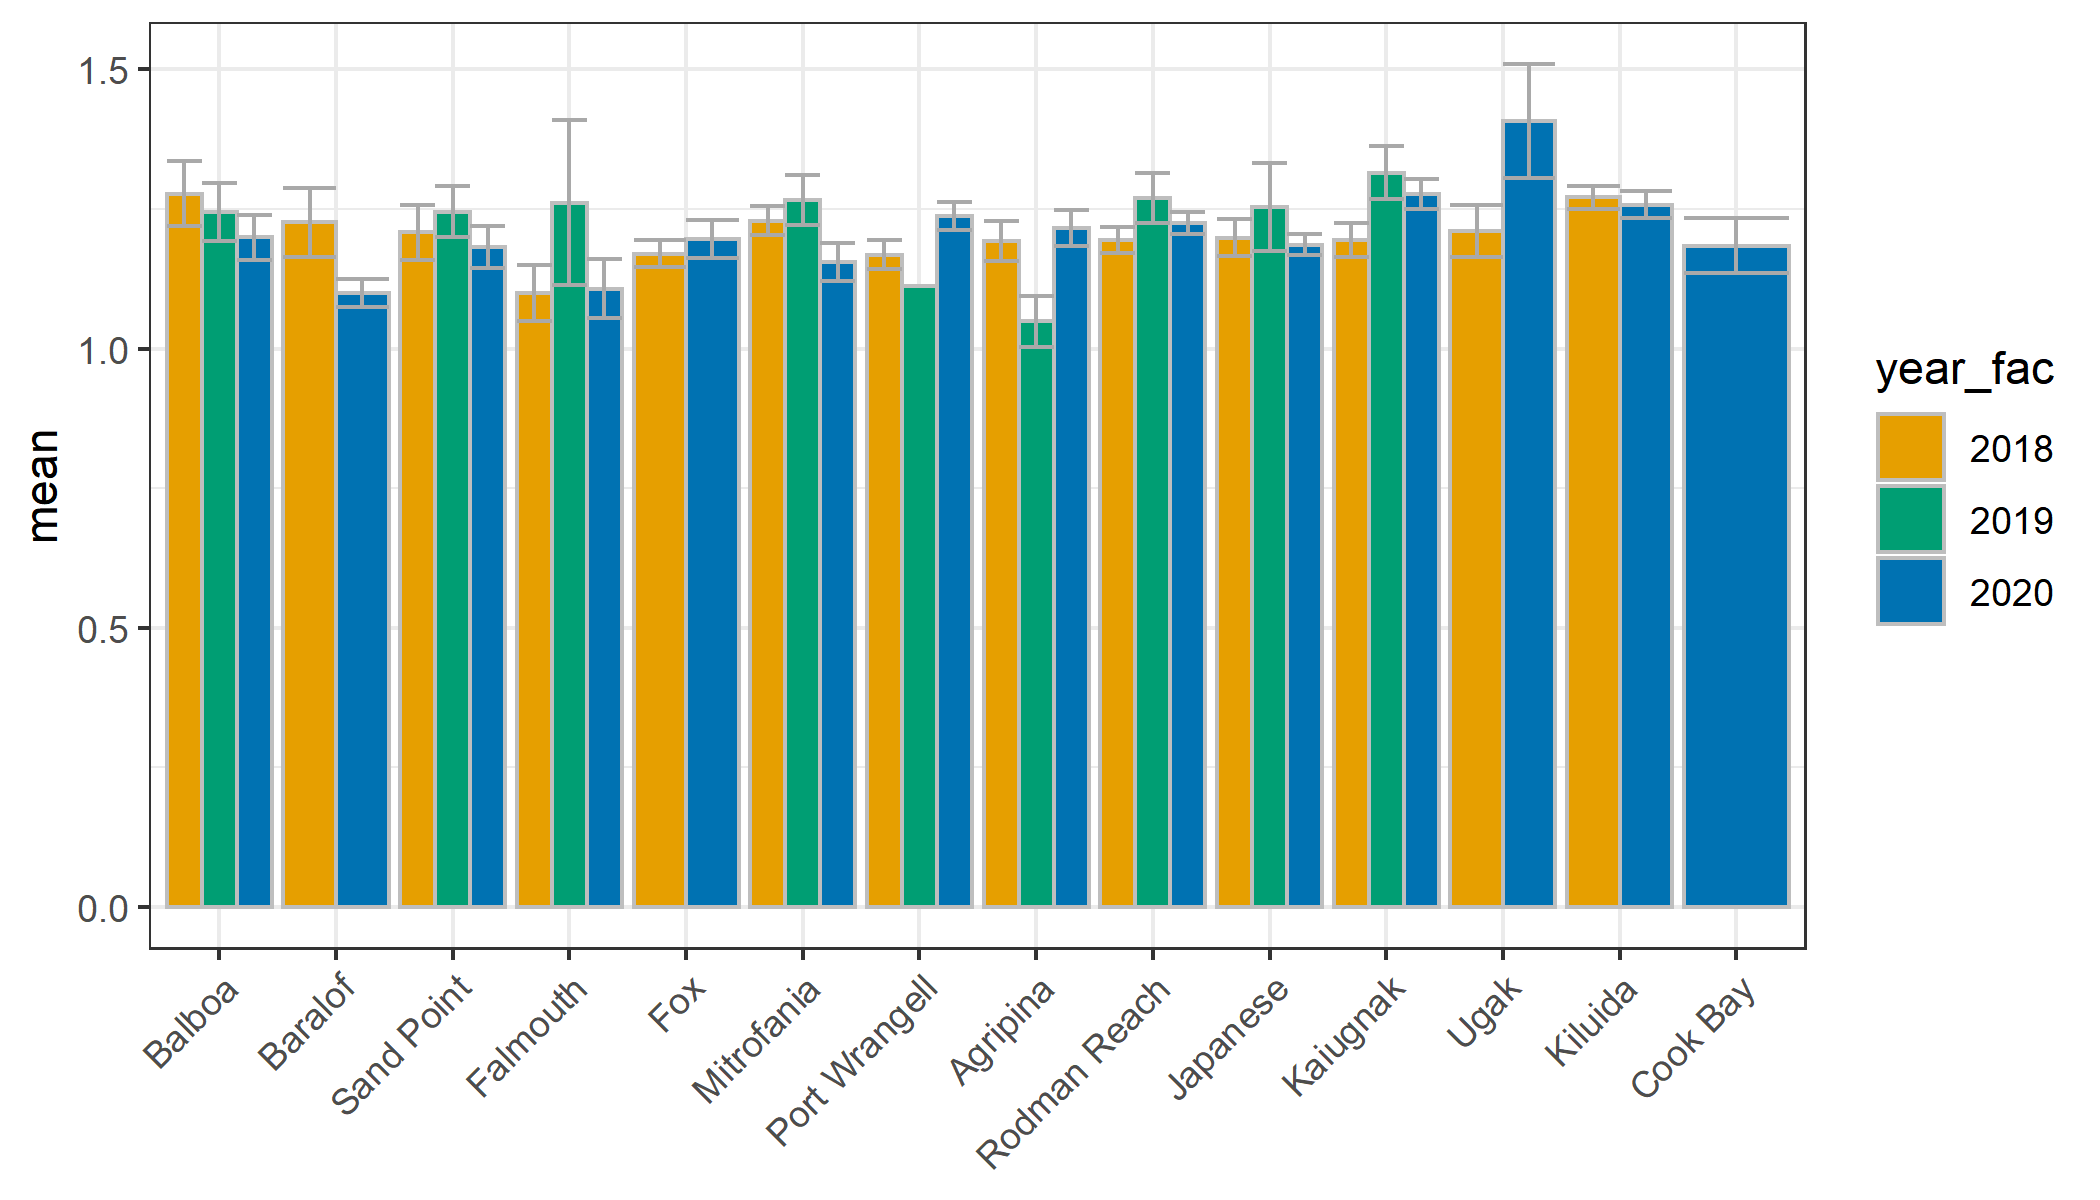 1.5
1.0
0.5
0.0
mean
Balboa
Baralof
Sand Point
Falmouth
Fox
Mitrofania
Port Wrangell
Agripina
Rodman Reach
Japanese
Kaiugnak
Ugak
Kiluida
Cook Bay
year_fac
2018
2019
2020